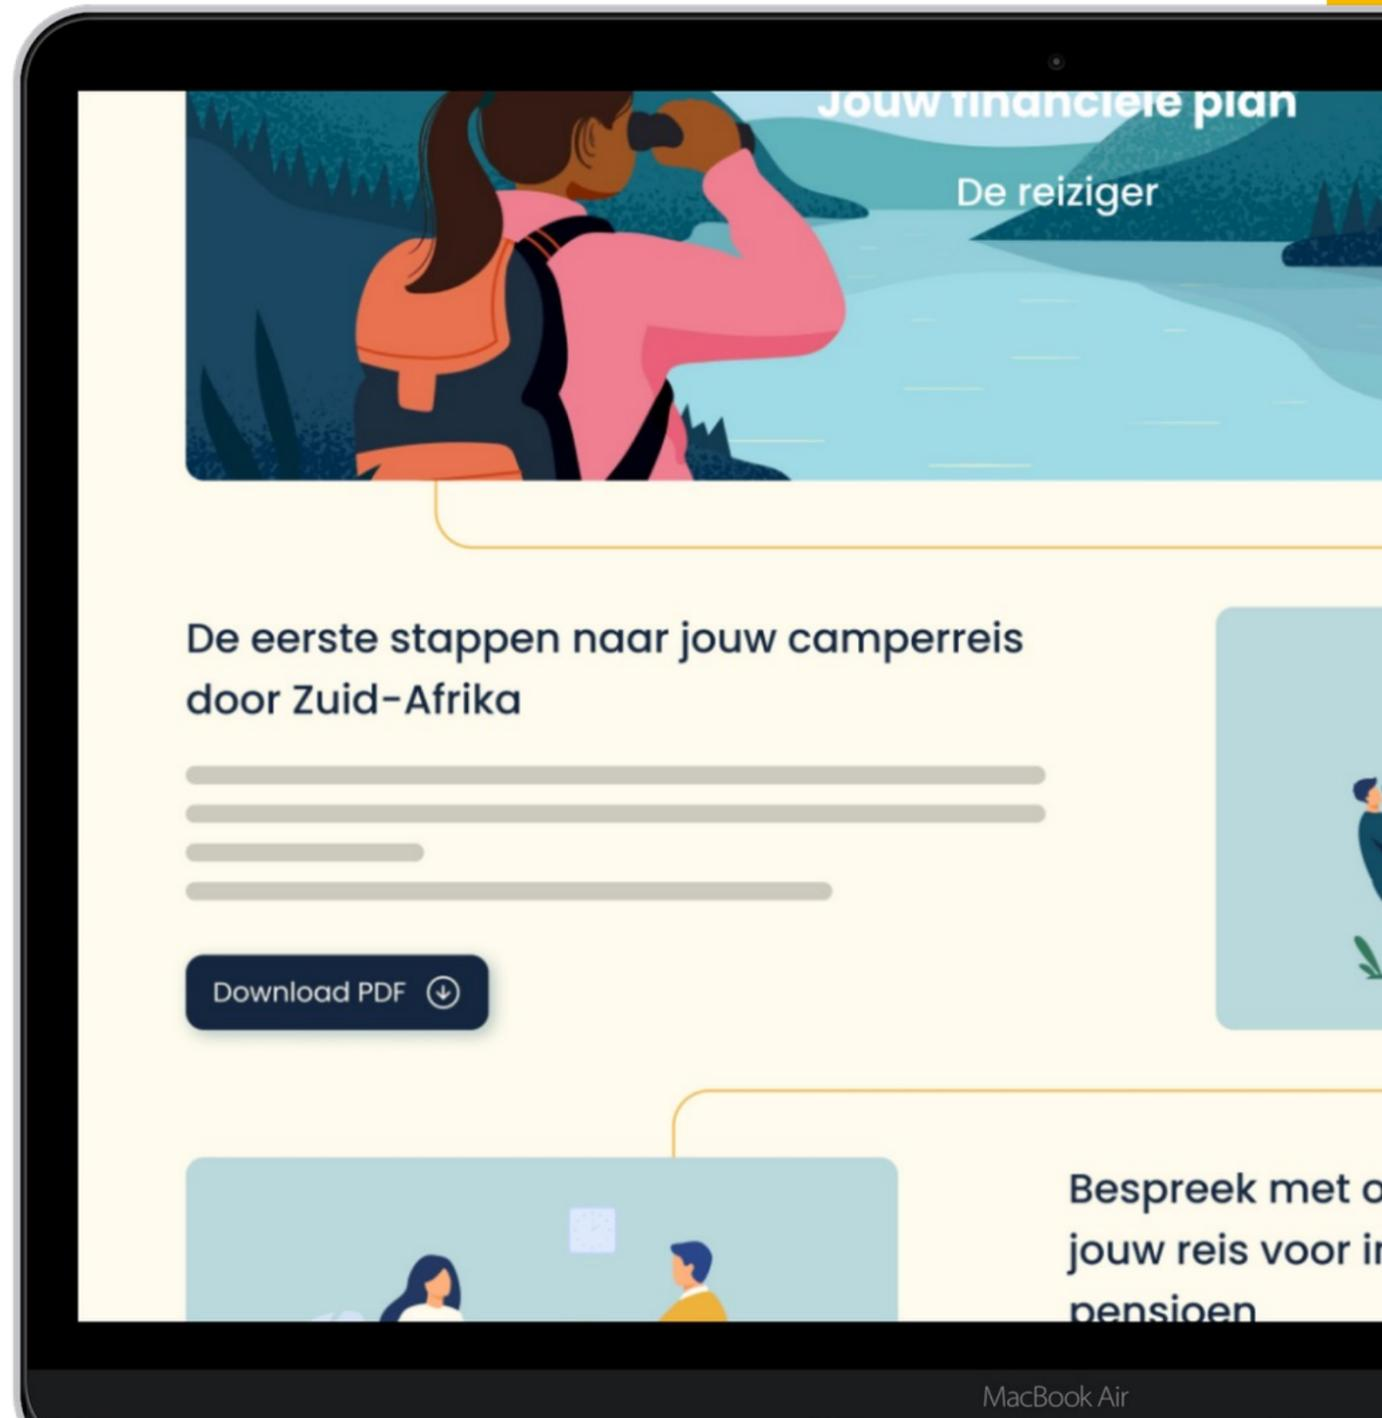 Jouw financiële plan
De reiziger
De eerste stappen naar jouw camperreis
door Zuid-Afrika
Download PDF
Bespreek met
jouw reis voor
pensioen
MacBook Air